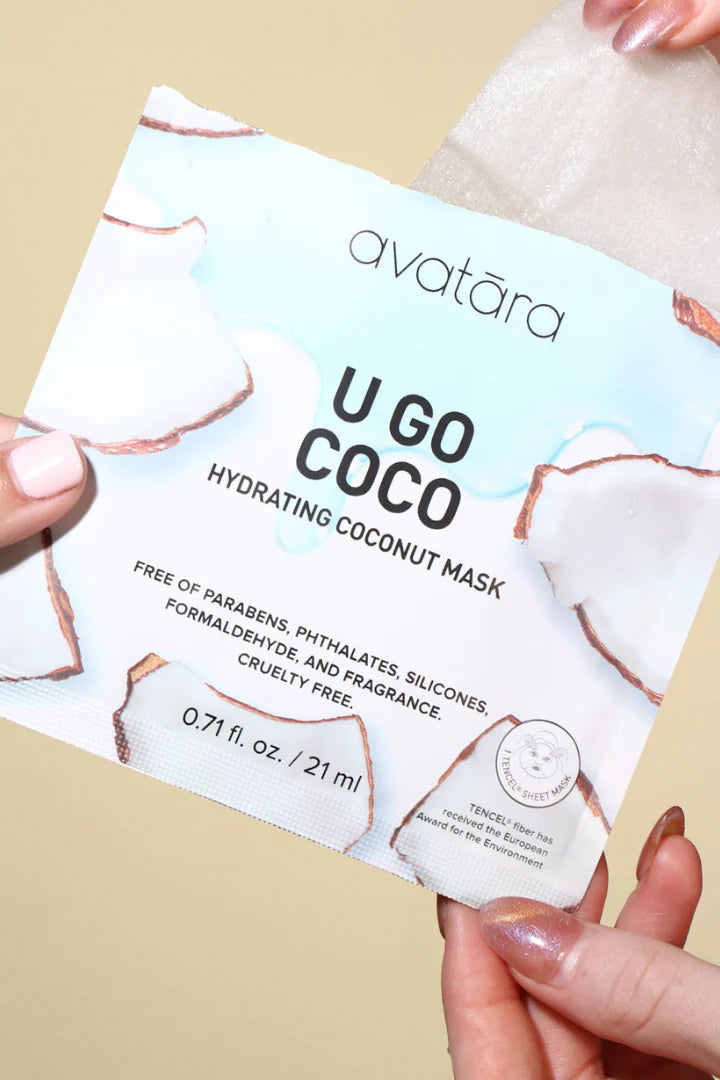 avatāra
U GO
COCO
HYDRATING COCONUT MASK
FREE OF PARABENS, PHTHALATES, SILICONES,
FORMALDEHYDE, AND FRAGRANCE.
CRUELTY FREE.
0.71 fl. oz. / 21 ml
1 TENCEL® SHEET MASK
TENCEL® fiber has
received the European
Award for the Environment